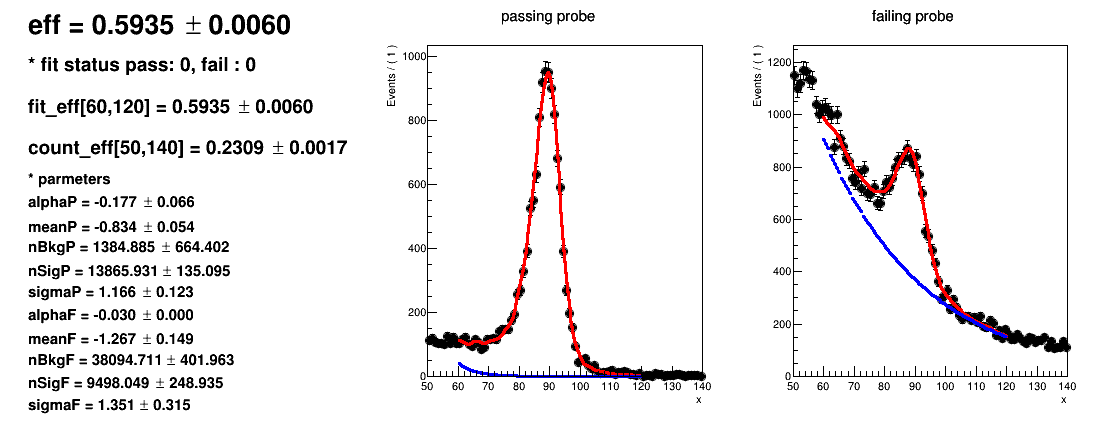 eff = 0.5935 ± 0.0060
* fit status pass: 0, fail : 0
fit_eff[60,120] = 0.5935 ± 0.0060
count_eff[50,140] = 0.2309 ± 0.0017
* parmeters
alphaP = -0.177 ± 0.066
meanP = -0.834 ± 0.054
nBkgP = 1384.885 ± 664.402
nSigP = 13865.931 ± 135.095
sigmaP = 1.166 ± 0.123
alphaF = -0.030 ± 0.000
meanF = -1.267 ± 0.149
nBkgF = 38094.711 ± 401.963
nSigF = 9498.049 ± 248.935
sigmaF = 1.351 ± 0.315
passing probe
Events / ( 1 )
1000
800
600
400
200
0
50 60 70 80 90 100 110 120 130 140
x
failing probe
Events / ( 1 )
1200
1000
800
600
400
200
0
50 60 70 80 90 100 110 120 130 140
x